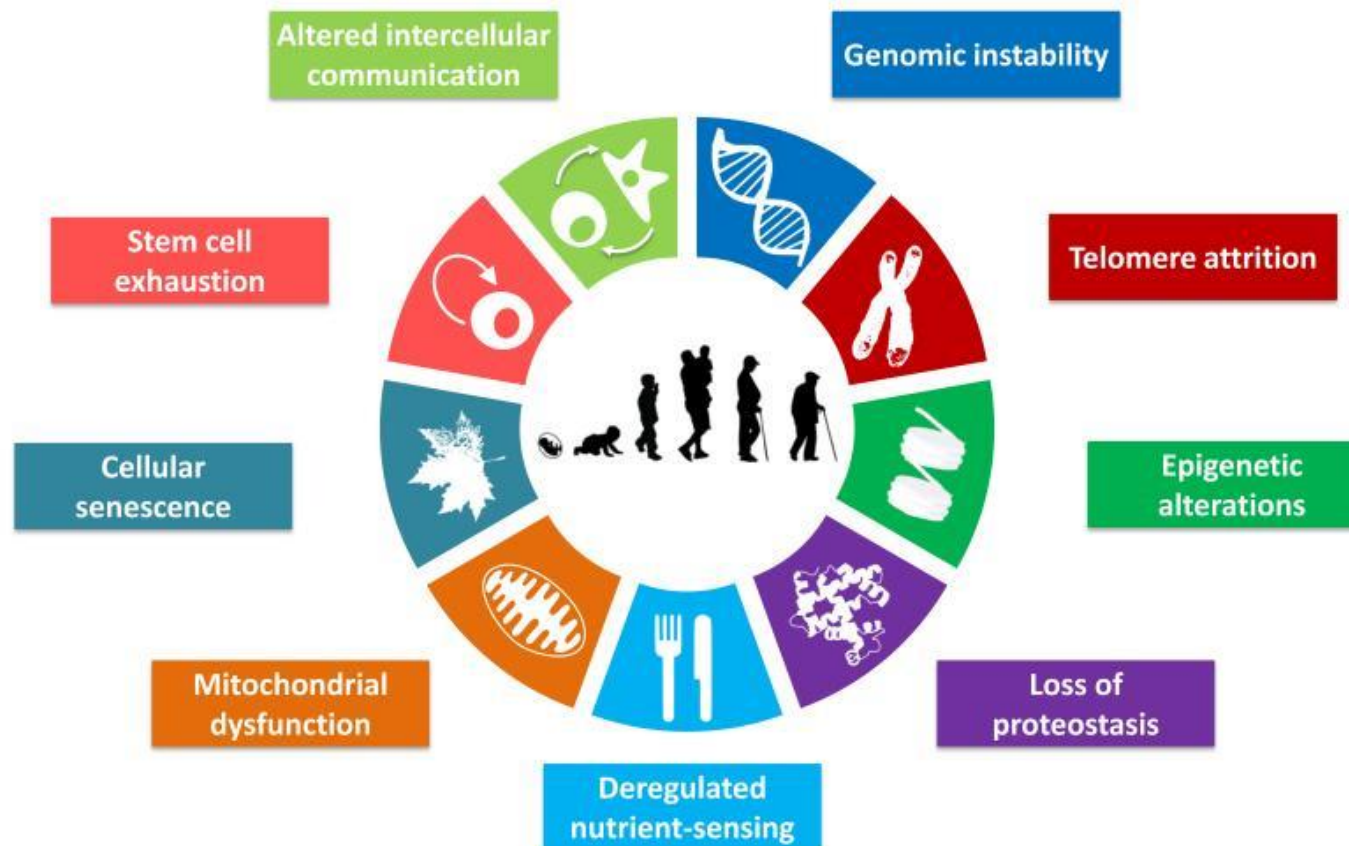 Altered intercellular
communication
Genomic instability
Stem cell
exhaustion
Telomere attrition
Cellular
senescence
Epigenetic
alterations
Mitochondrial
dysfunction
Loss of
proteostasis
Deregulated
nutrient-sensing